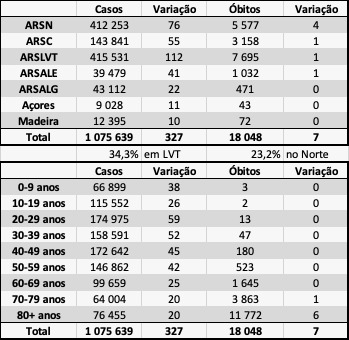 Casos Variação Óbitos Variação
ARSN 412 253 76 5 577 4
ARSC 143 841 55 3 158 1
ARSLVT 415 531 112 7 695 1
ARSALE 39 479 41 1 032 1
ARSALG 43 112 22 471 0
Açores 9 028 11 43 0
Madeira 12 395 10 72 0
Total 1 075 639 327 18 048 7
34,3% em LVT 23,2% no Norte
Casos Variação Óbitos Variação
0-9 anos 66 899 38 3 0
10-19 anos 115 552 26 2 0
20-29 anos 174 975 59 13 0
30-39 anos 158 591 52 47 0
40-49 anos 172 642 45 180 0
50-59 anos 146 862 42 523 0
60-69 anos 99 659 25 1 645 0
70-79 anos 64 004 20 3 863 1
80+ anos 76 455 20 11 772 6
Total 1 075 639 327 18 048 7